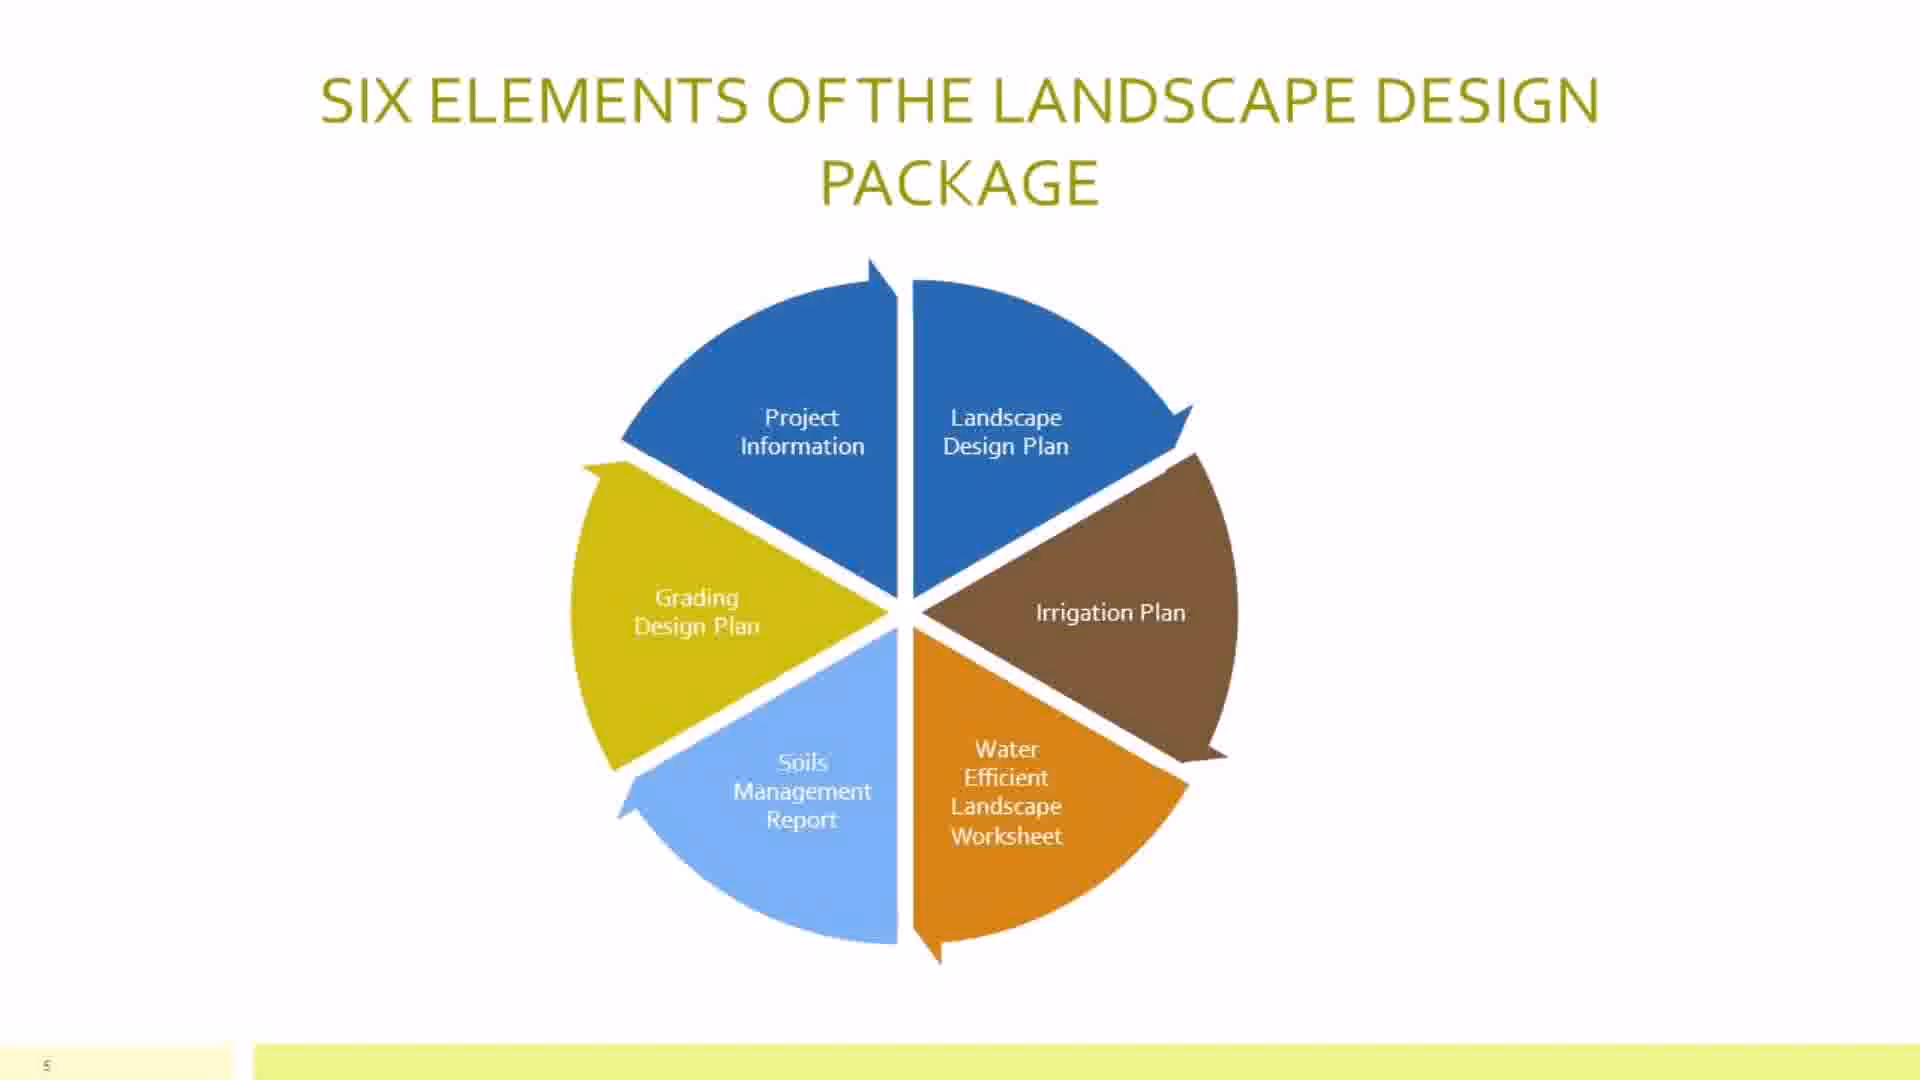 SIX ELEMENTS OF THE LANDSCAPE DESIGN
PACKAGE
Project
Information
Landscape
Design Plan
Grading
Design Plan
Irrigation Plan
Soils
Management
Report
Water
Efficient
Landscape
Worksheet
5